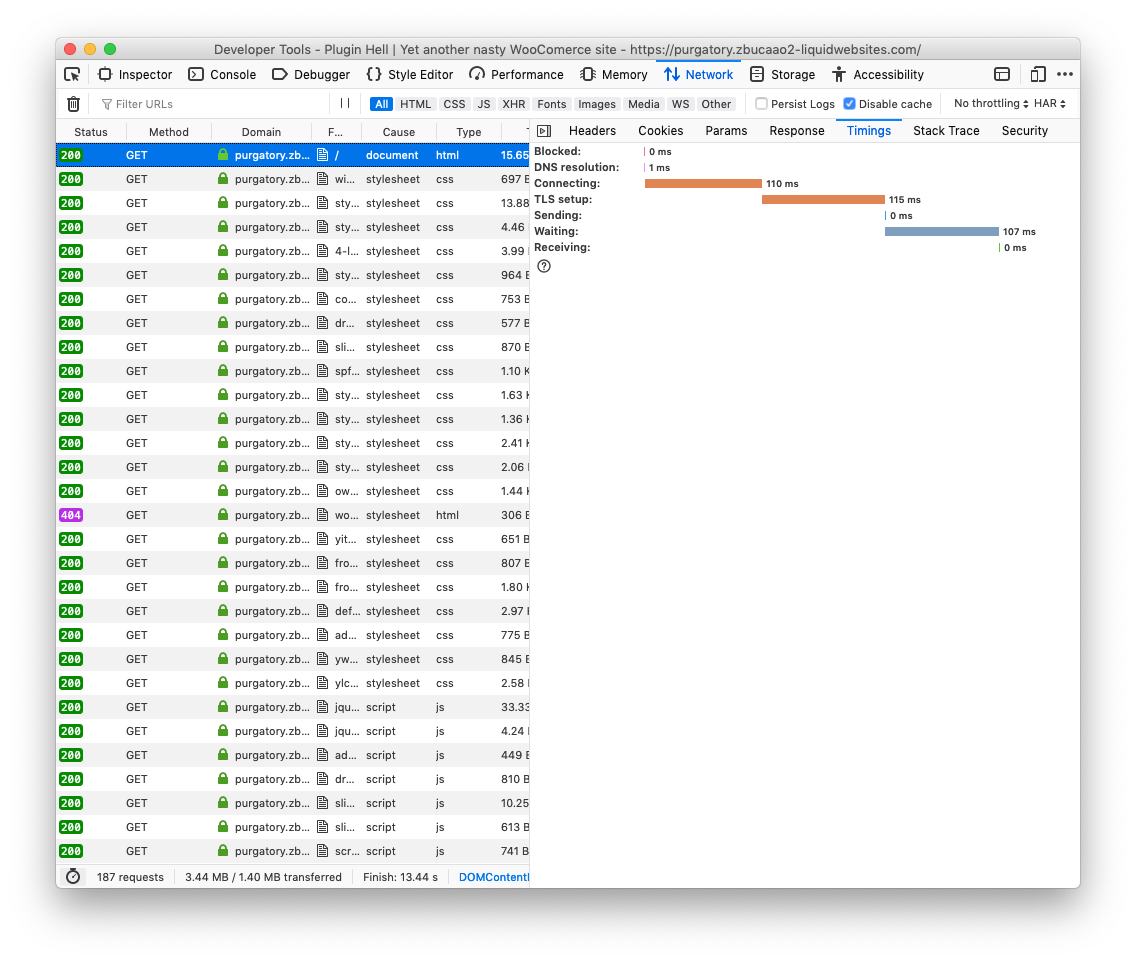 Developer Tools - Plugin Hell | Yet another nasty WooComerce site - https://purgatory.zbucaao2-liquidwebsites.com/
Inspector Console Debugger Style Editor Performance Memory Network Storage Accessibility
Filter URLs All HTML CSS JS XHR Fonts Images Media WS Other Persist Logs Disable cache No throttling HAR
Status Method Domain F... Cause Type
Headers Cookies Params Response Timings Stack Trace Security
200 GET purgatory.zb... / document html 15.65
200 GET purgatory.zb... wi... stylesheet css 697 B
200 GET purgatory.zb... sty... stylesheet css 13.88
200 GET purgatory.zb... sty... stylesheet css 4.46
200 GET purgatory.zb... 4-l... stylesheet css 3.99
200 GET purgatory.zb... sty... stylesheet css 964 B
200 GET purgatory.zb... co... stylesheet css 753 B
200 GET purgatory.zb... dr... stylesheet css 577 B
200 GET purgatory.zb... sli... stylesheet css 870 B
200 GET purgatory.zb... spf... stylesheet css 1.10 K
200 GET purgatory.zb... sty... stylesheet css 1.63 K
200 GET purgatory.zb... sty... stylesheet css 1.36 K
200 GET purgatory.zb... sty... stylesheet css 2.41 K
200 GET purgatory.zb... sty... stylesheet css 2.06
200 GET purgatory.zb... ow... stylesheet css 1.44 K
404 GET purgatory.zb... wo... stylesheet html 306 B
200 GET purgatory.zb... yit... stylesheet css 651 B
200 GET purgatory.zb... fro... stylesheet css 807 B
200 GET purgatory.zb... fro... stylesheet css 1.80 K
200 GET purgatory.zb... def... stylesheet css 2.97
200 GET purgatory.zb... ad... stylesheet css 775 B
200 GET purgatory.zb... yw... stylesheet css 845 B
200 GET purgatory.zb... ylc... stylesheet css 2.58
200 GET purgatory.zb... jqu... script js 33.33
200 GET purgatory.zb... jqu... script js 4.24
200 GET purgatory.zb... ad... script js 449 B
200 GET purgatory.zb... dr... script js 810 B
200 GET purgatory.zb... sli... script js 10.25
200 GET purgatory.zb... sli... script js 613 B
200 GET purgatory.zb... scr... script js 741 B
Blocked: 0 ms
DNS resolution: 1 ms
Connecting: 110 ms
TLS setup: 115 ms
Sending: 0 ms
Waiting: 107 ms
Receiving: 0 ms
187 requests 3.44 MB / 1.40 MB transferred Finish: 13.44 s DOMContent